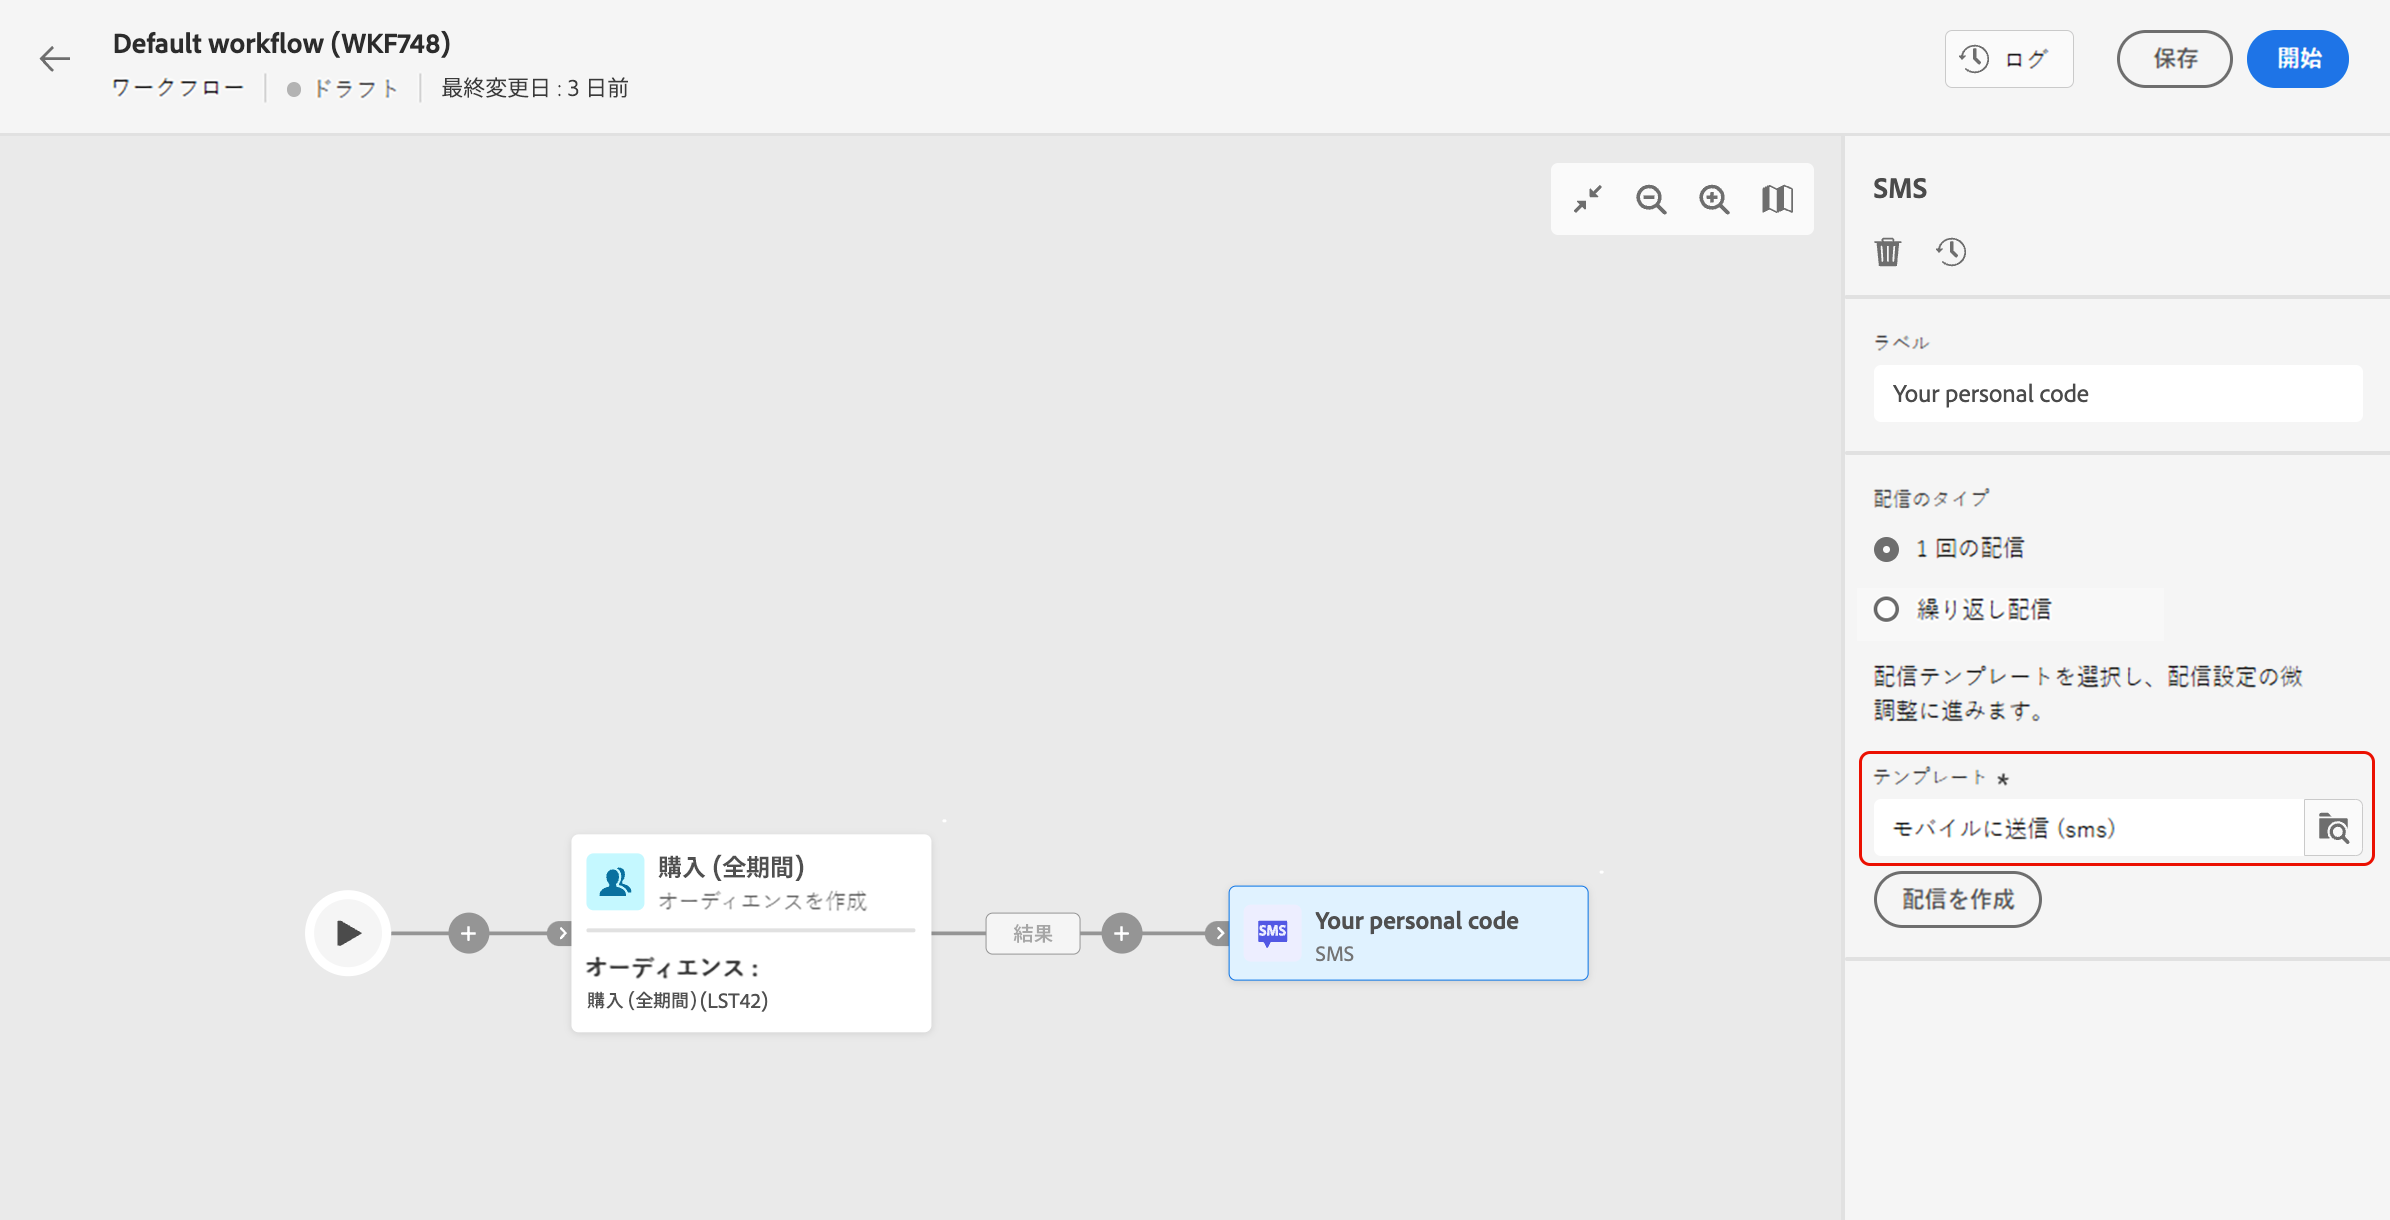 Default workflow (WKF748)
ワークフロー ドラフト 最終変更日 : 3 日前
ログ
保存
開始
SMS
ラベル
Your personal code
配信のタイプ
1 回の配信
繰り返し配信
配信テンプレートを選択し、配信設定の微
調整に進みます。
テンプレート *
モバイルに送信 (sms)
配信を作成
購入 (全期間)
オーディエンスを作成
オーディエンス :
購入 (全期間) (LST42)
結果
SMS
Your personal code
SMS